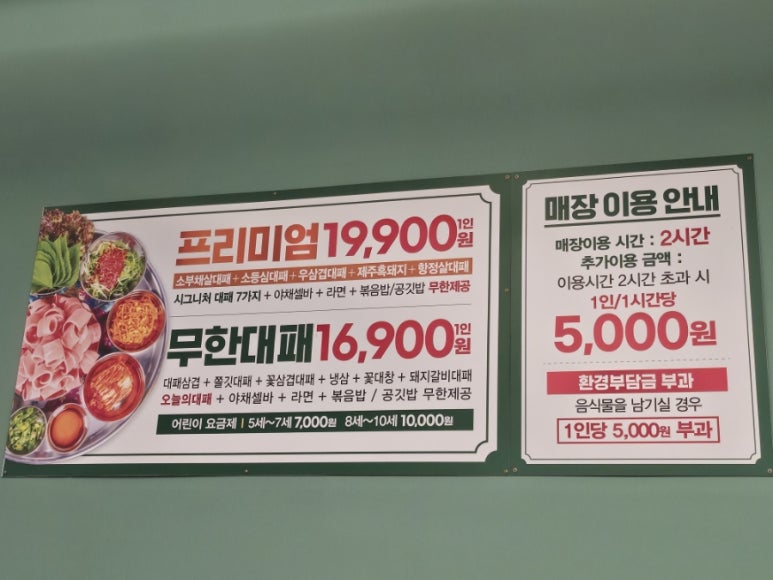 프리미엄 19,900원 1인
소부채살대패 + 소등심대패 + 우삼겹대패 + 제주흑돼지 + 항정살대패
시그니처 대패 7가지 + 야채셀바 + 라면 + 볶음밥/공깃밥 무한제공
무한대패 16,900원 1인
대패삼겹 + 쫄깃대패 + 꽃삼겹대패 + 냉삼 + 꽃대창 + 돼지갈비대패
오늘의대패 + 야채셀바 + 라면 + 볶음밥 / 공깃밥 무한제공
어린이 요금제 | 5세~7세 7,000원 8세~10세 10,000원
매장 이용 안내
매장이용 시간 : 2시간
추가이용 금액 :
이용시간 2시간 초과 시
1인/1시간당
5,000원
환경부담금 부과
음식물을 남기실 경우
1인당 5,000원 부과